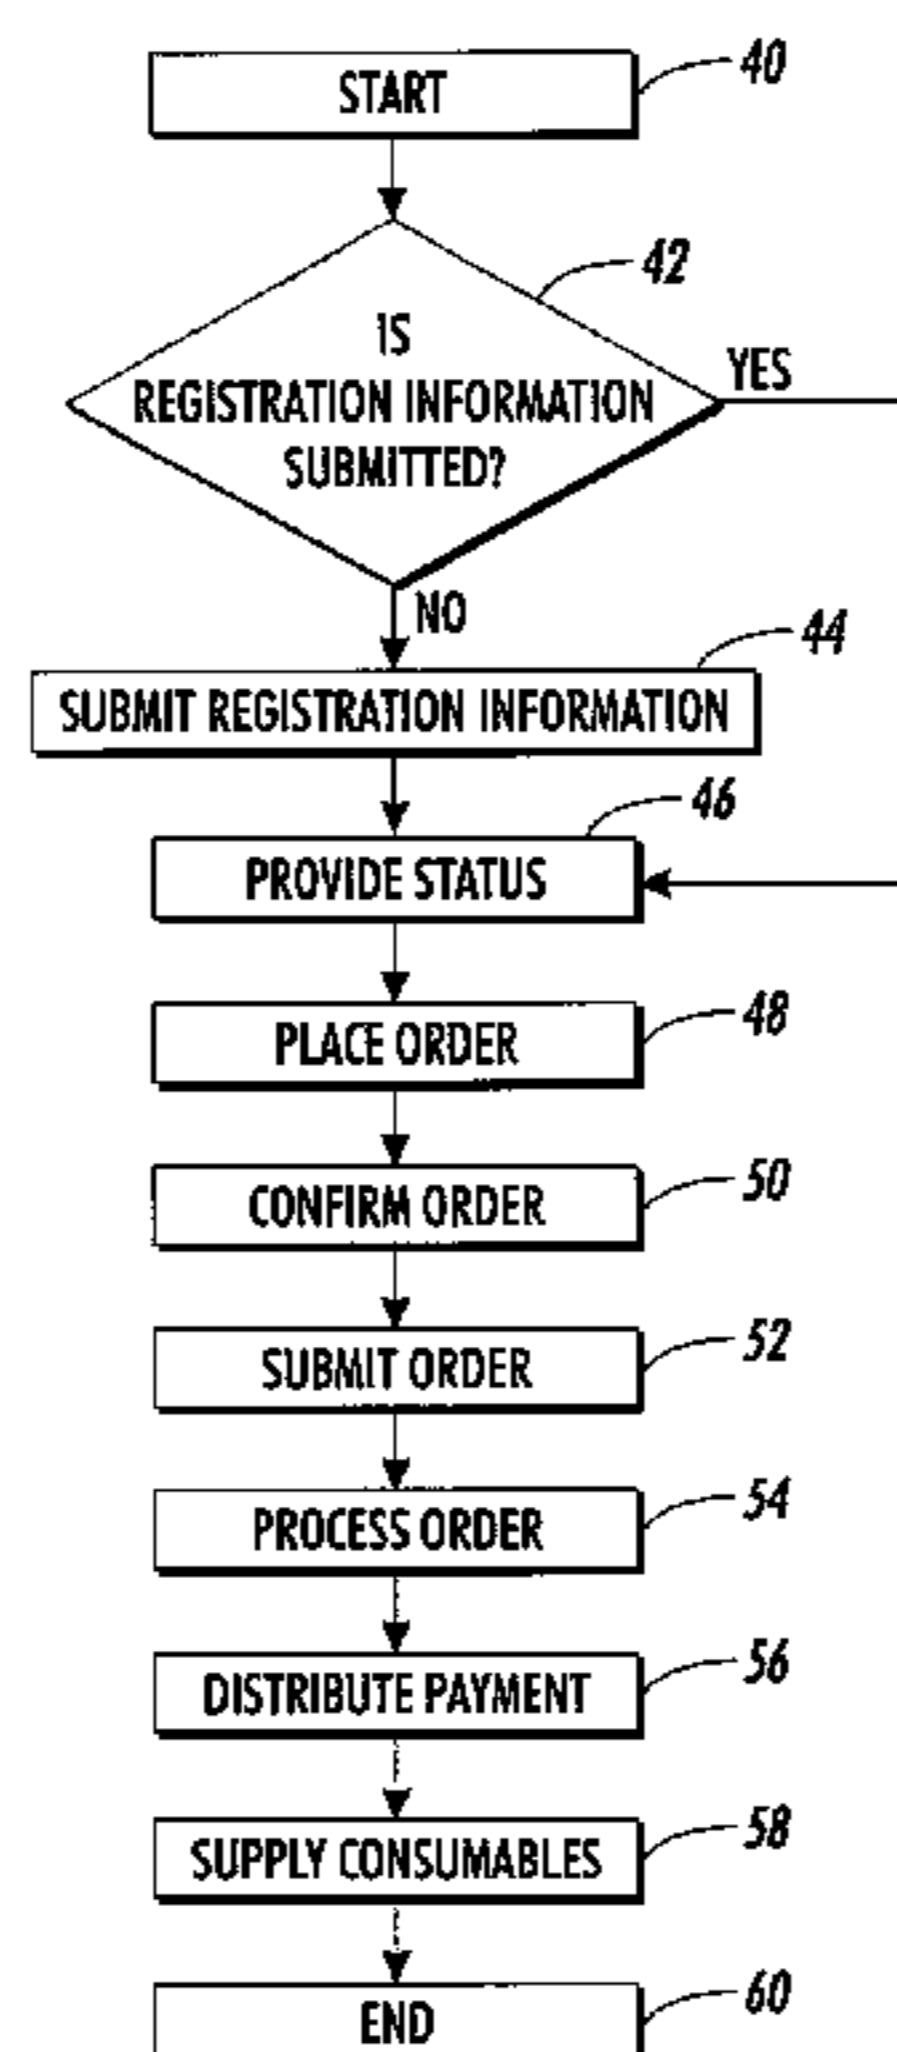 START
40
42
IS
REGISTRATION INFORMATION
SUBMITTED?
YES
NO
44
SUBMIT REGISTRATION INFORMATION
46
PROVIDE STATUS
48
PLACE ORDER
50
CONFIRM ORDER
52
SUBMIT ORDER
54
PROCESS ORDER
56
DISTRIBUTE PAYMENT
58
SUPPLY CONSUMABLES
60
END